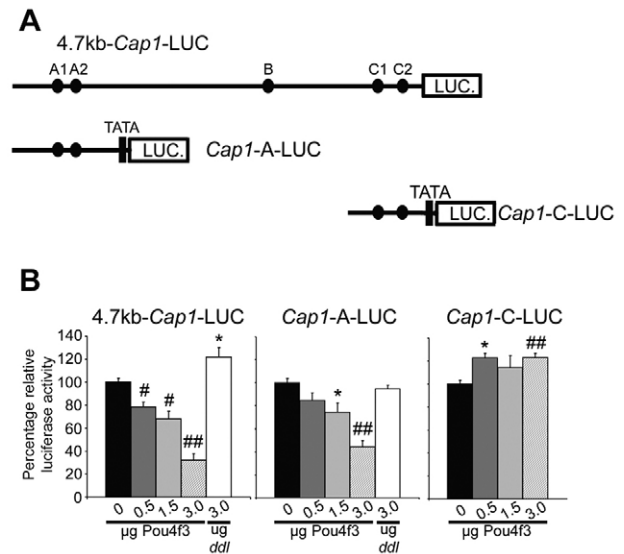 A
4.7kb-Cap1-LUC
A1 A2 B C1 C2
LUC.
TATA
LUC. Cap1-A-LUC
TATA
LUC. Cap1-C-LUC
B
4.7kb-Cap1-LUC Cap1-A-LUC Cap1-C-LUC
Percentage relative
luciferase activity
140
120
100
80
60
40
20
0
# # ## *
* ##
* ##
0 0.5 1.5 3.0 3.0
0 0.5 1.5 3.0 3.0
0 0.5 1.5 3.0
µg Pou4f3 ug
ddl
µg Pou4f3 ug
ddl
µg Pou4f3